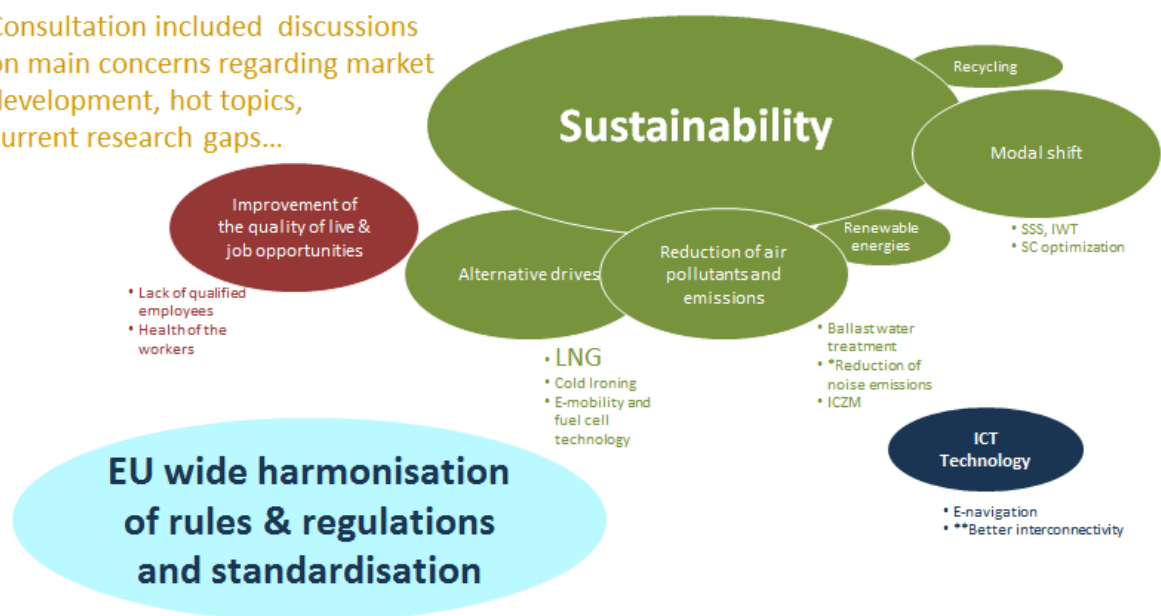 Consultation included discussions
on main concerns regarding market
development, hot topics,
current research gaps...
Sustainability
Recycling
Modal shift
• SSS, IWT
• SC optimization
Improvement of
the quality of live &
job opportunities
• Lack of qualified
employees
• Health of the
workers
Alternative drives
• LNG
• Cold Ironing
• E-mobility and
fuel cell
technology
Reduction of air
pollutants and
emissions
Renewable
energies
• Ballast water
treatment
• *Reduction of
noise emissions
• ICZM
ICT
Technology
• E-navigation
• **Better interconnectivity
EU wide harmonisation
of rules & regulations
and standardisation